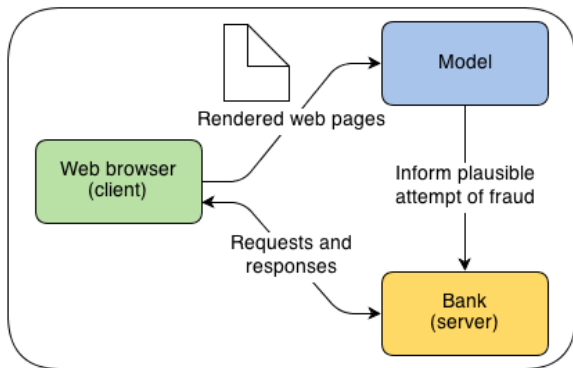 Model
Rendered web pages
Web browser
(client)
Inform plausible
attempt of fraud
Requests and
responses
Bank
(server)